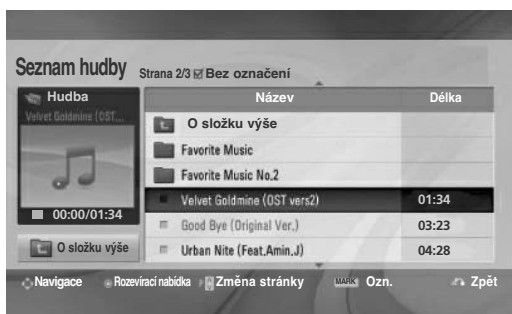 Seznam hudby Strana 2/3 Bez označení
Hudba
Velvet Goldmine (OST...
00:00/01:34
O složku výše
Název Délka
O složku výše
Favorite Music
Favorite Music No.2
Velvet Goldmine (OST vers2) 01:34
Good Bye (Original Ver.) 03:23
Urban Nite (Feat.Amin.J) 04:28
Navigace Rozevírací nabídka Změna stránky MARK Ozn. Zpět